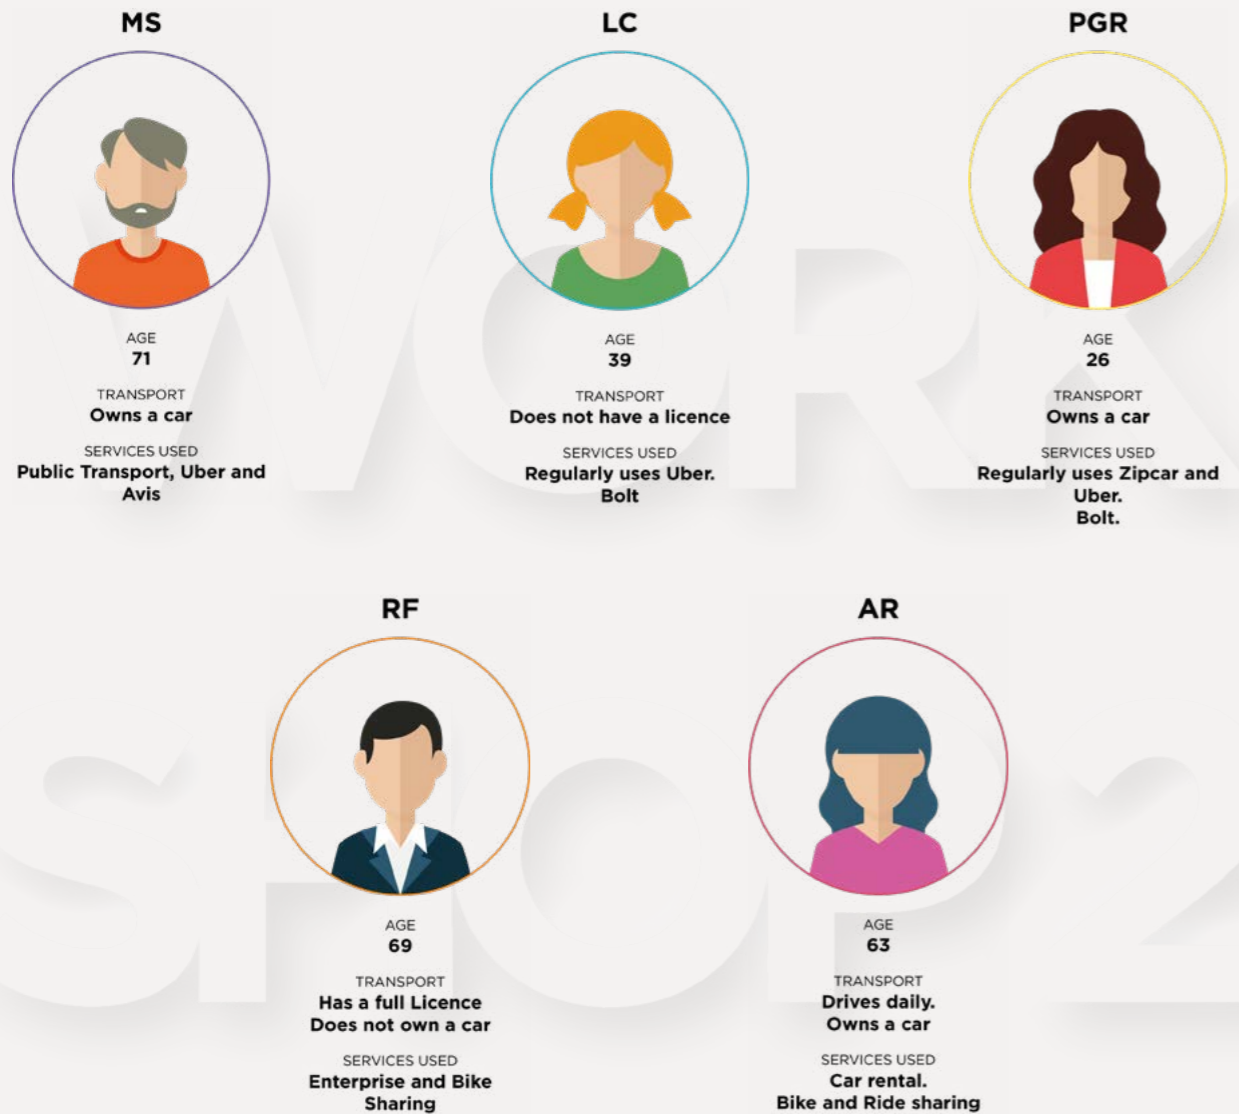 MS
AGE
71
TRANSPORT
Owns a car
SERVICES USED
Public Transport, Uber and
Avis
LC
AGE
39
TRANSPORT
Does not have a licence
SERVICES USED
Regularly uses Uber.
Bolt
PGR
AGE
26
TRANSPORT
Owns a car
SERVICES USED
Regularly uses Zipcar and
Uber.
Bolt.
RF
AGE
69
TRANSPORT
Has a full Licence
Does not own a car
SERVICES USED
Enterprise and Bike
Sharing
AR
AGE
63
TRANSPORT
Drives daily.
Owns a car
SERVICES USED
Car rental.
Bike and Ride sharing
WORK
SHOP2